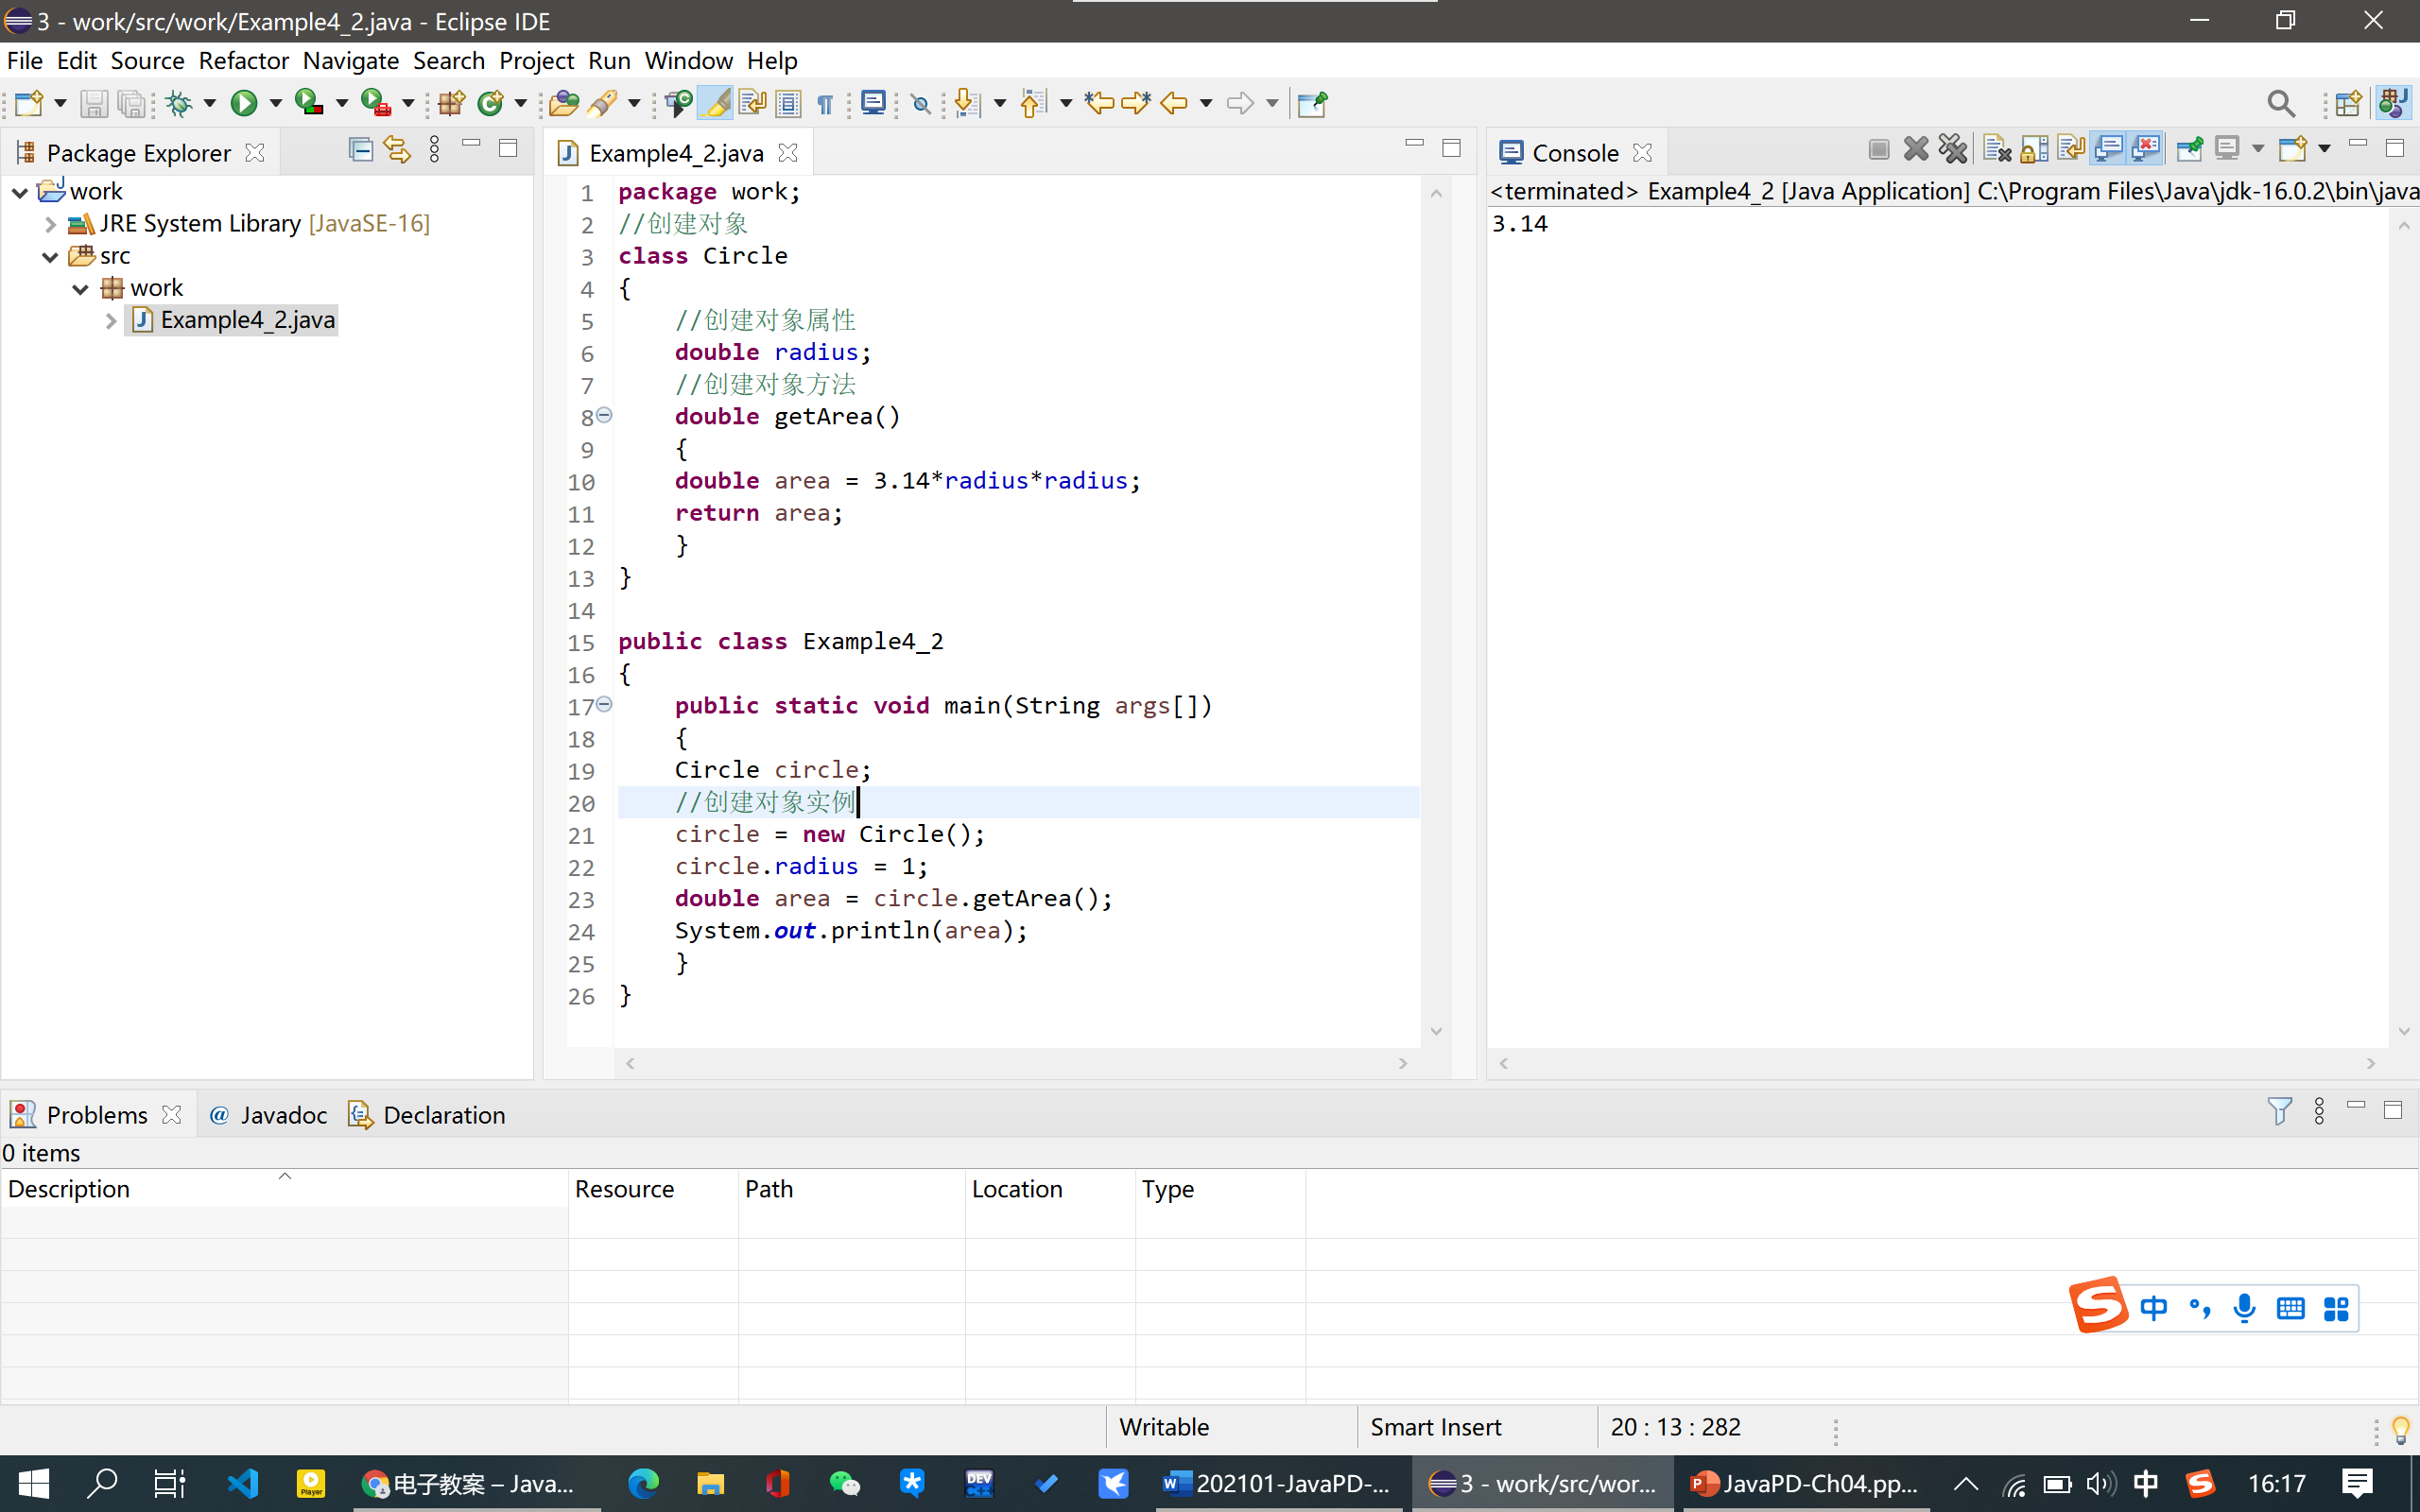 3 - work/src/work/Example4_2.java - Eclipse IDE
File Edit Source Refactor Navigate Search Project Run Window Help
Package Explorer
work
JRE System Library [JavaSE-16]
src
work
Example4_2.java
Example4_2.java
1 package work;
2 //创建对象
3 class Circle
4 {
5 //创建对象属性
6 double radius;
7 //创建对象方法
8 double getArea()
9 {
10 double area = 3.14*radius*radius;
11 return area;
12 }
13 }
14
15 public class Example4_2
16 {
17 public static void main(String args[])
18 {
19 Circle circle;
20 //创建对象实例
21 circle = new Circle();
22 circle.radius = 1;
23 double area = circle.getArea();
24 System.out.println(area);
25 }
26 }
Console
<terminated> Example4_2 [Java Application] C:\Program Files\Java\jdk-16.0.2\bin\java
3.14
Problems @ Javadoc Declaration
0 items
Description Resource Path Location Type
中
Writable Smart Insert 20 : 13 : 282
Player 电子教案 – Java... DEV C++ 202101-JavaPD-... 3 - work/src/wor... JavaPD-Ch04.pp... 中 16:17